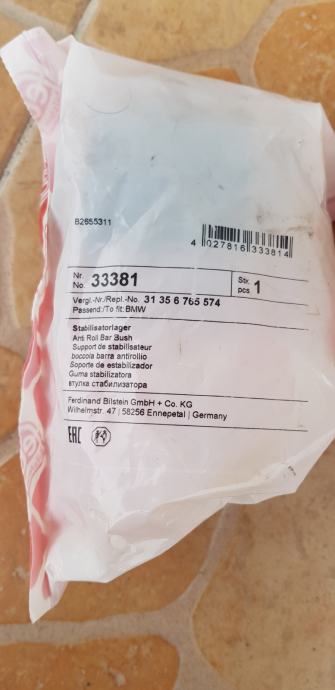 B2655311
4 027816 333814
Nr.
No. 33381
Stk.
pcs. 1
Vergl.-Nr./Repl.-No. 31 35 6 765 574
Passend:/To fit: BMW
Stabilisatorlager
Anti Roll Bar Bush
Support de stabilisateur
boccola barra antirollio
Soporte de estabilizador
Guma stabilizatora
втулка стабилизатора
Ferdinand Bilstein GmbH + Co. KG
Wilhelmstr. 47 | 58256 Ennepetal | Germany
EAC